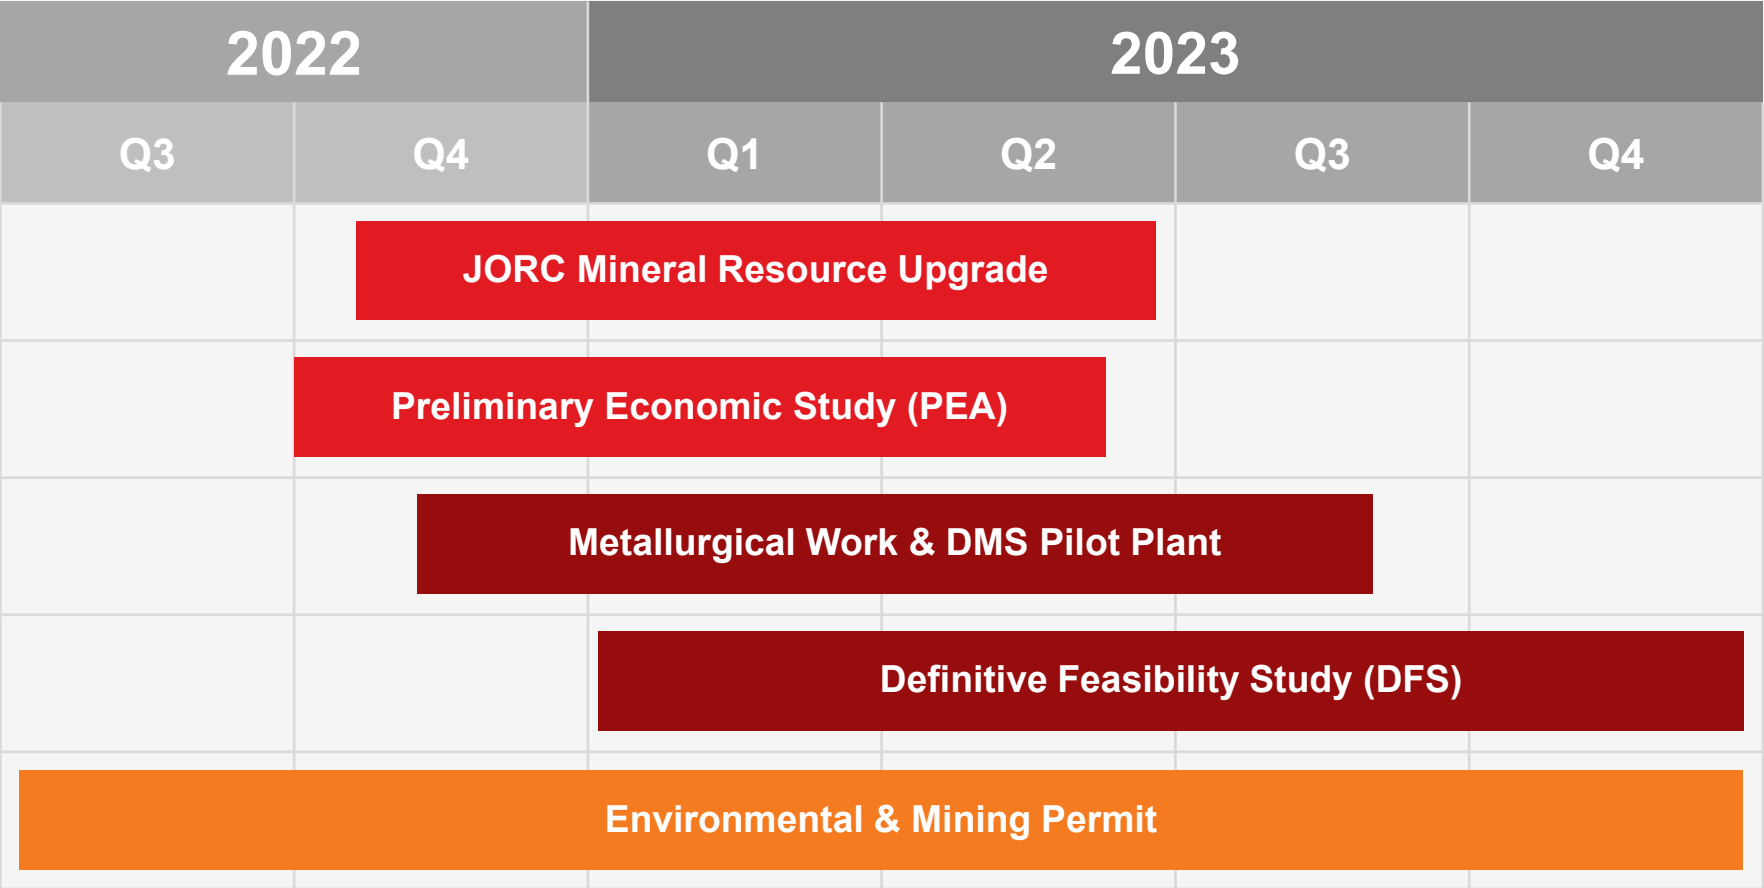 2022
2023
Q3
Q4
Q1
Q2
Q3
Q4
JORC Mineral Resource Upgrade
Preliminary Economic Study (PEA)
Metallurgical Work & DMS Pilot Plant
Definitive Feasibility Study (DFS)
Environmental & Mining Permit